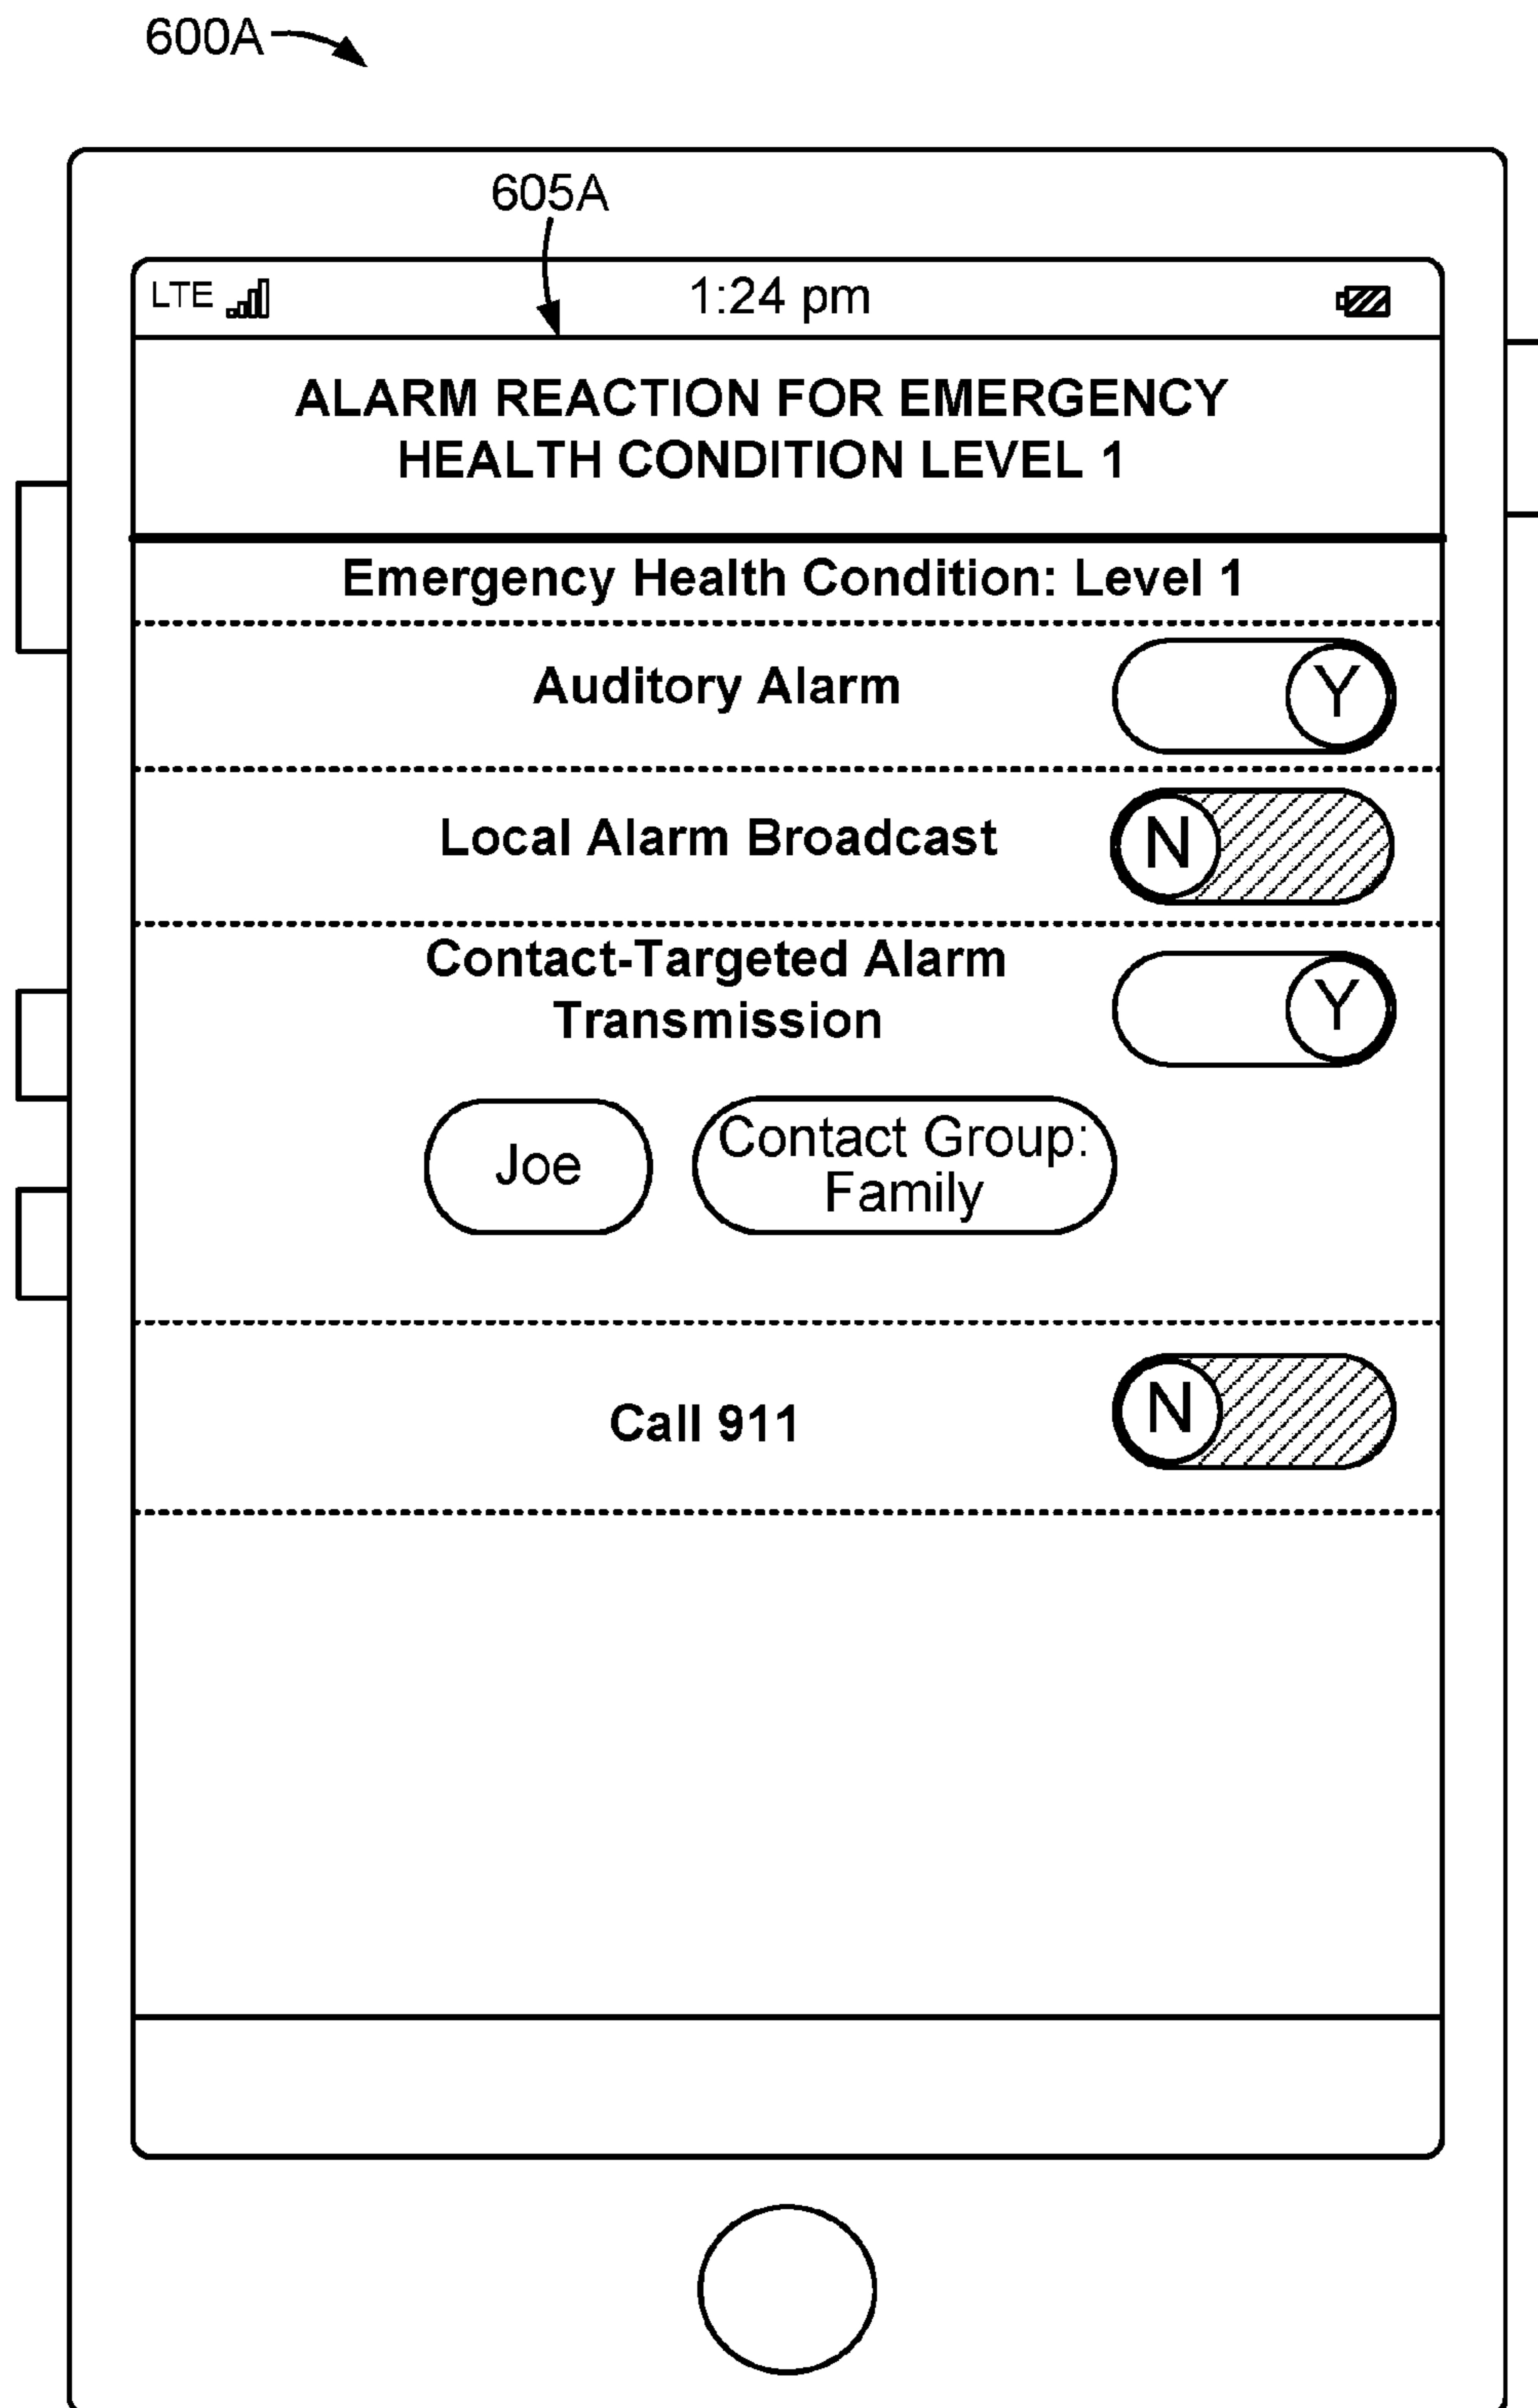 600A
605A
LTE 1:24 pm
ALARM REACTION FOR EMERGENCY
HEALTH CONDITION LEVEL 1
Emergency Health Condition: Level 1
Auditory Alarm Y
Local Alarm Broadcast N
Contact-Targeted Alarm
Transmission Y
Joe
Contact Group:
Family
Call 911 N